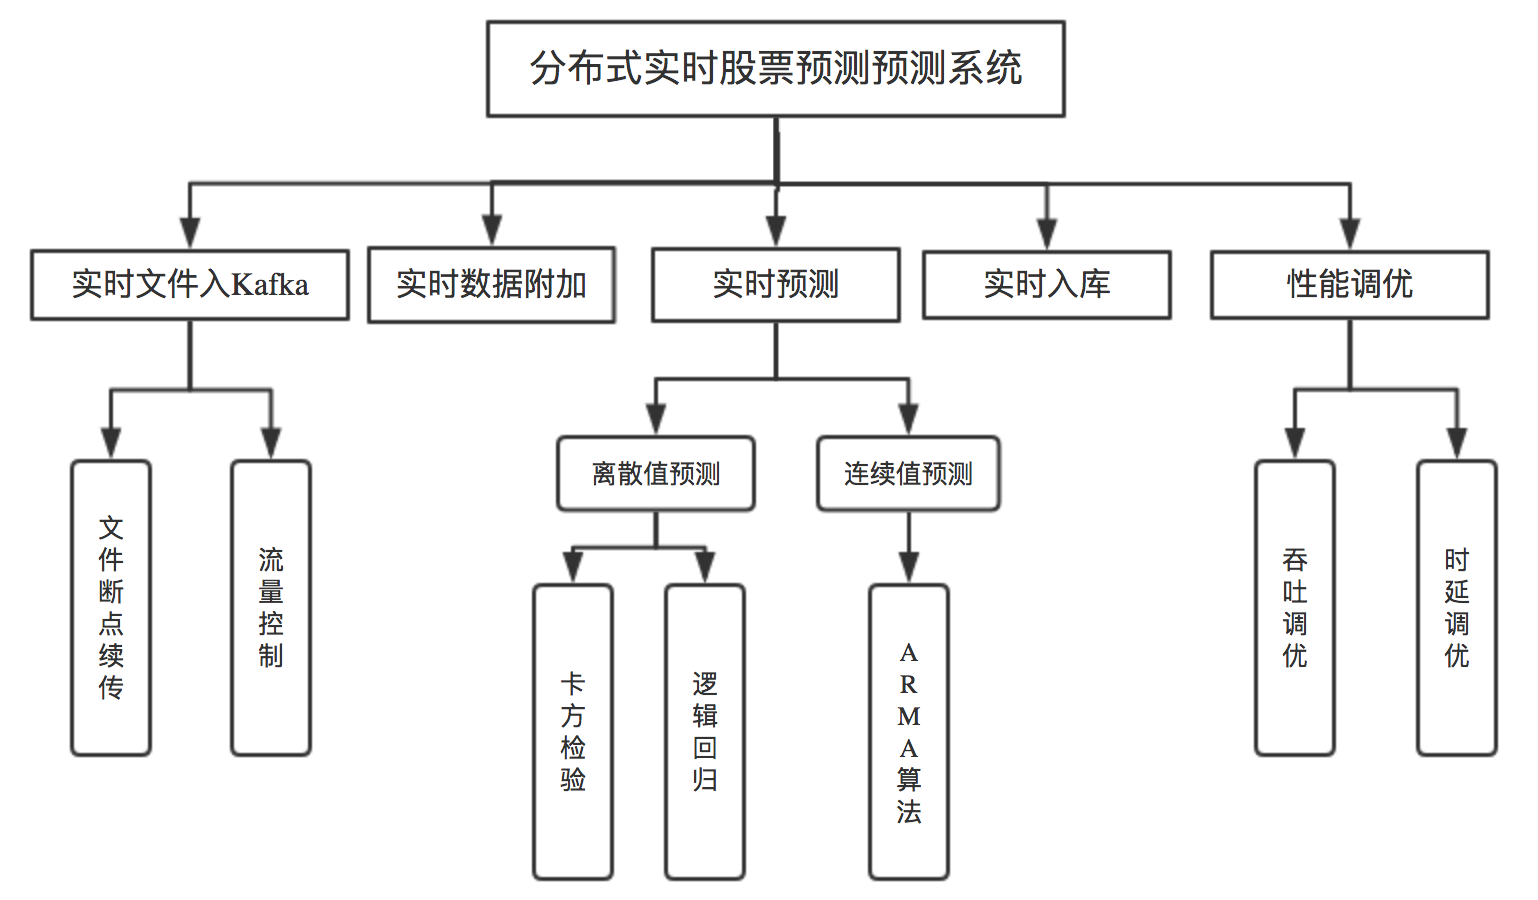 分布式实时股票预测预测系统
实时文件入Kafka
实时数据附加
实时预测
实时入库
性能调优
离散值预测
连续值预测
文件断点续传
流量控制
卡方检验
逻辑回归
ARMA算法
吞吐调优
时延调优